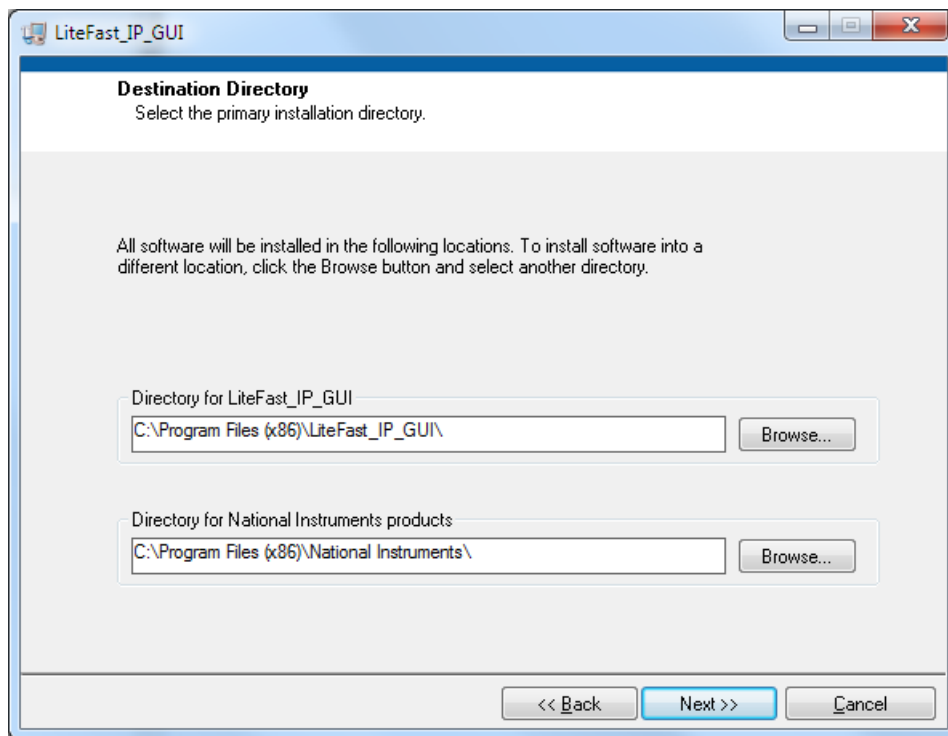 LiteFast_IP_GUI
Destination Directory
Select the primary installation directory.
All software will be installed in the following locations. To install software into a
different location, click the Browse button and select another directory.
Directory for LiteFast_IP_GUI
C:\Program Files (x86)\LiteFast_IP_GUI\
Browse...
Directory for National Instruments products
C:\Program Files (x86)\National Instruments\
Browse...
<< Back
Next >>
Cancel